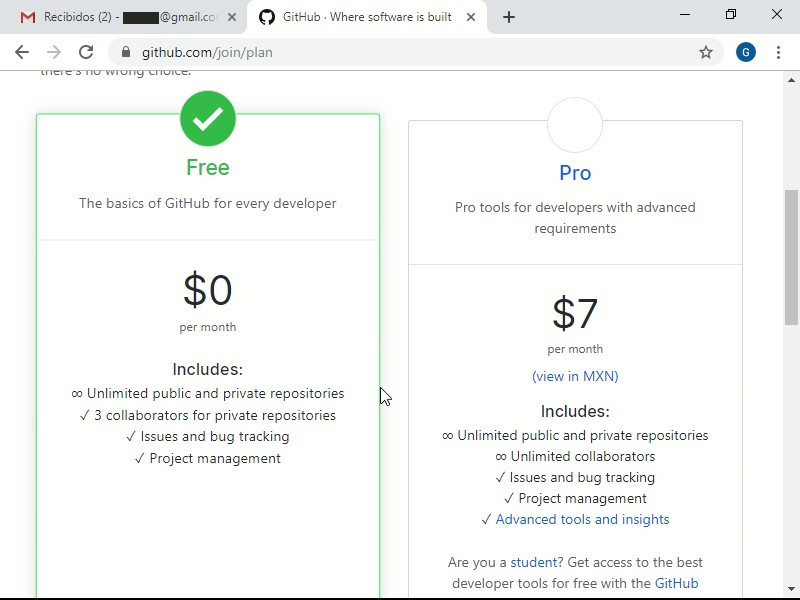 Recibidos (2) - @gmail.co
GitHub · Where software is built
github.com/join/plan
there's no wrong choice.
Free
The basics of GitHub for every developer
$0
per month
Includes:
∞ Unlimited public and private repositories
✓ 3 collaborators for private repositories
✓ Issues and bug tracking
✓ Project management
Pro
Pro tools for developers with advanced
requirements
$7
per month
(view in MXN)
Includes:
∞ Unlimited public and private repositories
∞ Unlimited collaborators
✓ Issues and bug tracking
✓ Project management
✓ Advanced tools and insights
Are you a student? Get access to the best
developer tools for free with the GitHub
G